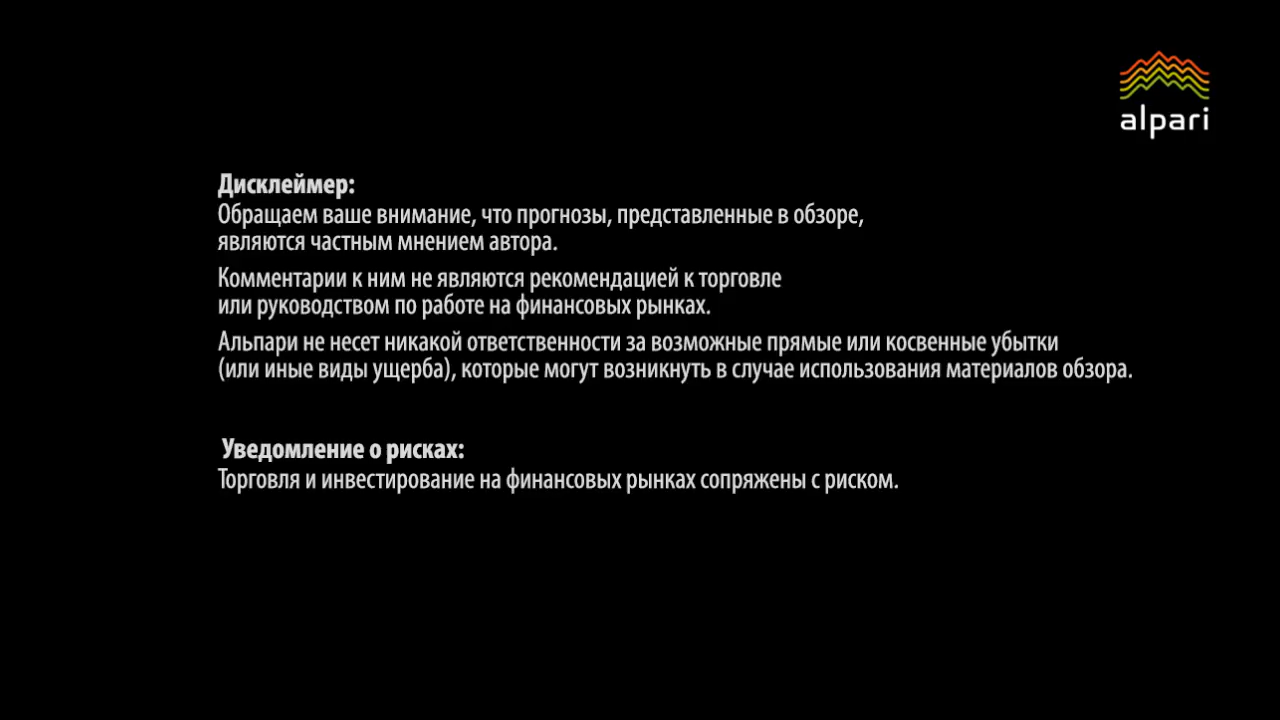 alpari
Дисклеймер:
Обращаем ваше внимание, что прогнозы, представленные в обзоре,
являются частным мнением автора.
Комментарии к ним не являются рекомендацией к торговле
или руководством по работе на финансовых рынках.
Альпари не несет никакой ответственности за возможные прямые или косвенные убытки
(или иные виды ущерба), которые могут возникнуть в случае использования материалов обзора.
Уведомление о рисках:
Торговля и инвестирование на финансовых рынках сопряжены с риском.